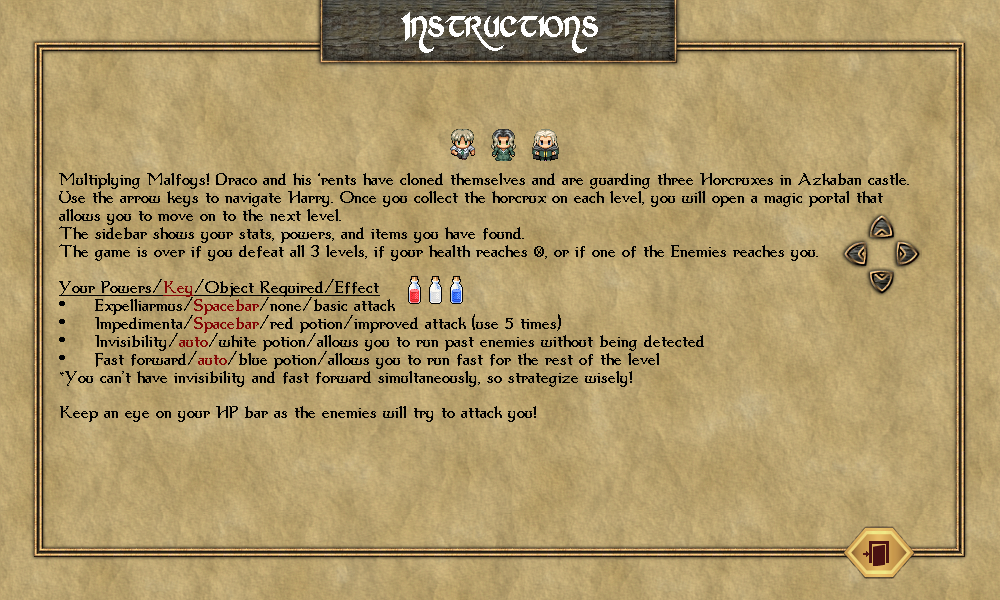 Instructions
Multiplying Malfoys! Draco and his 'rents have cloned themselves and are guarding three Horcruxes in Azkaban castle.
Use the arrow keys to navigate Harry. Once you collect the horcrux on each level, you will open a magic portal that
allows you to move on to the next level.
The sidebar shows your stats, powers, and items you have found.
The game is over if you defeat all 3 levels, if your health reaches 0, or if one of the Enemies reaches you.
Your Powers/Key/Object Required/Effect
• Expelliarmus/Spacebar/none/basic attack
• Impedimenta/Spacebar/red potion/improved attack (use 5 times)
• Invisibility/auto/white potion/allows you to run past enemies without being detected
• Fast forward/auto/blue potion/allows you to run fast for the rest of the level
*You can't have invisibility and fast forward simultaneously, so strategize wisely!
Keep an eye on your HP bar as the enemies will try to attack you!